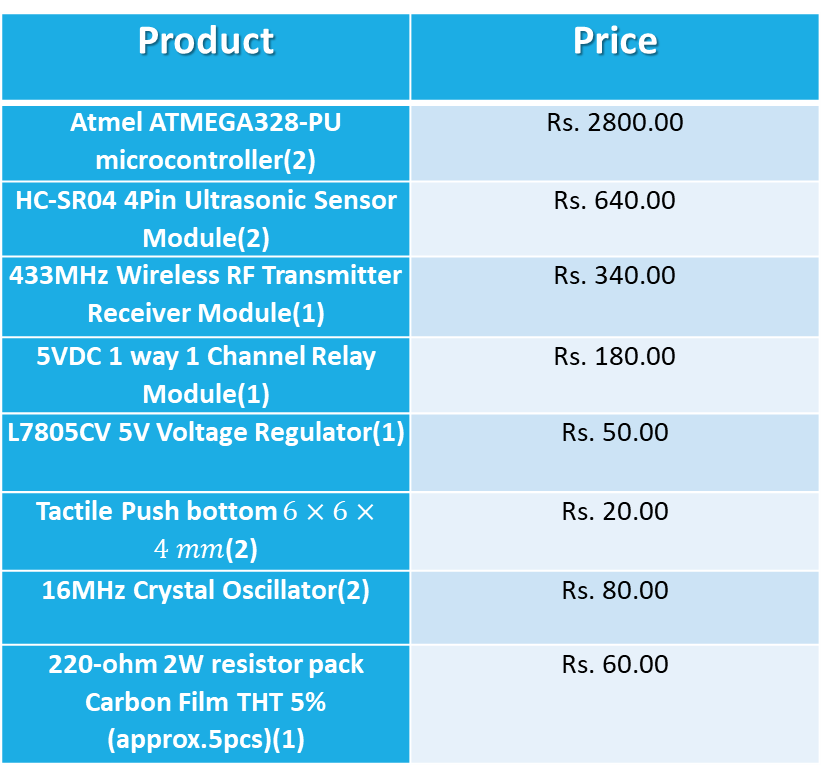 Product Price
Atmel ATMEGA328-PU Rs. 2800.00
microcontroller(2)
HC-SR04 4Pin Ultrasonic Sensor Rs. 640.00
Module(2)
433MHz Wireless RF Transmitter Rs. 340.00
Receiver Module(1)
5VDC 1 way 1 Channel Relay Rs. 180.00
Module(1)
L7805CV 5V Voltage Regulator(1) Rs. 50.00
Tactile Push bottom 6 × 6 × Rs. 20.00
4 mm(2)
16MHz Crystal Oscillator(2) Rs. 80.00
220-ohm 2W resistor pack Rs. 60.00
Carbon Film THT 5%
(approx.5pcs)(1)